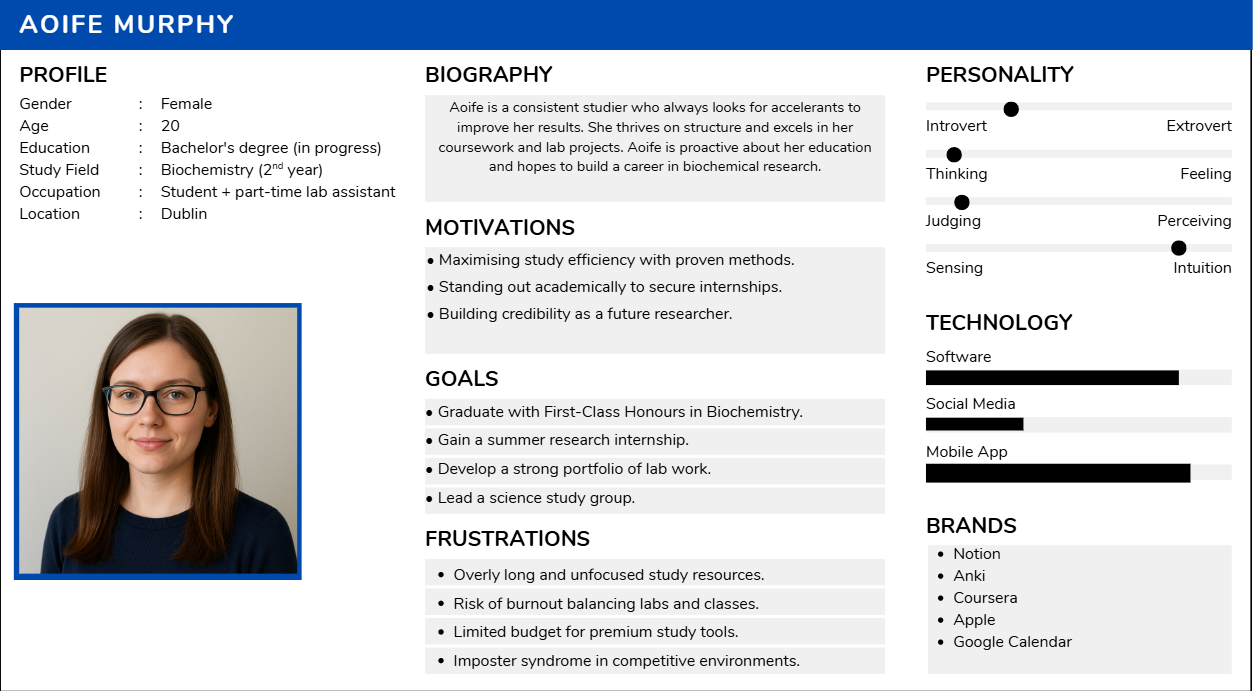 AOIFE MURPHY
PROFILE
Gender : Female
Age : 20
Education : Bachelor's degree (in progress)
Study Field : Biochemistry (2nd year)
Occupation : Student + part-time lab assistant
Location : Dublin
BIOGRAPHY
Aoife is a consistent studier who always looks for accelerants to
improve her results. She thrives on structure and excels in her
coursework and lab projects. Aoife is proactive about her education
and hopes to build a career in biochemical research.
MOTIVATIONS
• Maximising study efficiency with proven methods.
• Standing out academically to secure internships.
• Building credibility as a future researcher.
GOALS
• Graduate with First-Class Honours in Biochemistry.
• Gain a summer research internship.
• Develop a strong portfolio of lab work.
• Lead a science study group.
FRUSTRATIONS
• Overly long and unfocused study resources.
• Risk of burnout balancing labs and classes.
• Limited budget for premium study tools.
• Imposter syndrome in competitive environments.
PERSONALITY
Introvert Extrovert
Thinking Feeling
Judging Perceiving
Sensing Intuition
TECHNOLOGY
Software
Social Media
Mobile App
BRANDS
• Notion
• Anki
• Coursera
• Apple
• Google Calendar